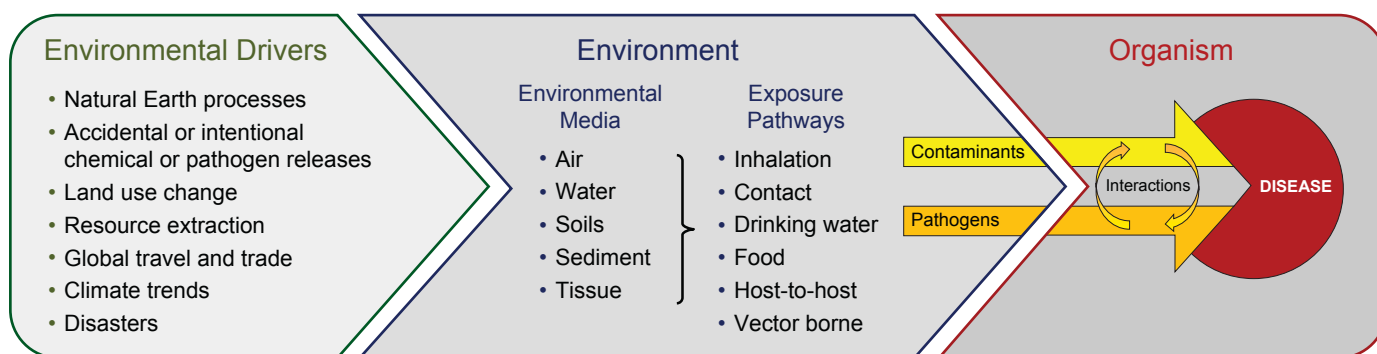 Environmental Drivers
• Natural Earth processes
• Accidental or intentional
chemical or pathogen releases
• Land use change
• Resource extraction
• Global travel and trade
• Climate trends
• Disasters
Environment
Environmental
Media
• Air
• Water
• Soils
• Sediment
• Tissue
Exposure
Pathways
• Inhalation
• Contact
• Drinking water
• Food
• Host-to-host
• Vector borne
Organism
Contaminants
Interactions
Pathogens
DISEASE